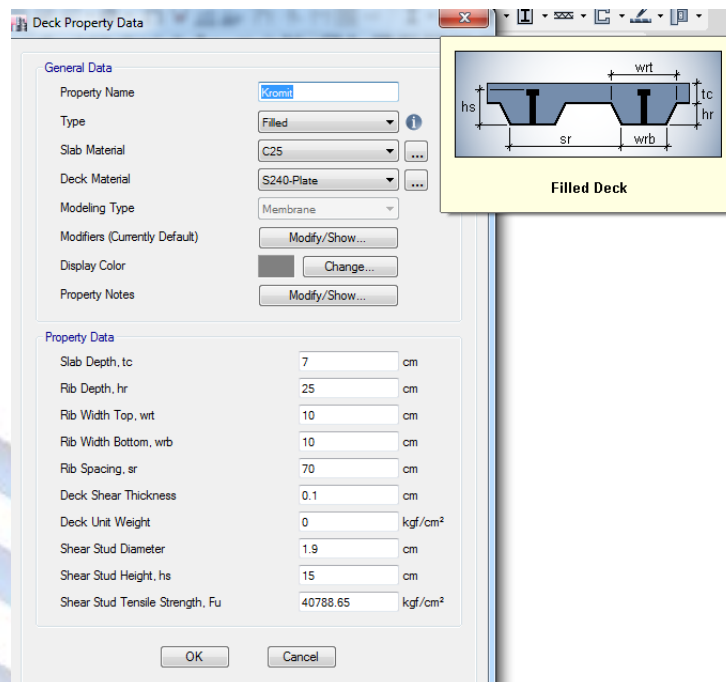 Deck Property Data
General Data
Property Name Kromit
Type Filled
Slab Material C25 ...
Deck Material S240-Plate ...
Modeling Type Membrane
Modifiers (Currently Default) Modify/Show...
Display Color Change...
Property Notes Modify/Show...
Property Data
Slab Depth, tc 7 cm
Rib Depth, hr 25 cm
Rib Width Top, wrt 10 cm
Rib Width Bottom, wrb 10 cm
Rib Spacing, sr 70 cm
Deck Shear Thickness 0.1 cm
Deck Unit Weight 0 kgf/cm²
Shear Stud Diameter 1.9 cm
Shear Stud Height, hs 15 cm
Shear Stud Tensile Strength, Fu 40788.65 kgf/cm²
OK Cancel
wrt
tc
hs
hr
sr wrb
Filled Deck